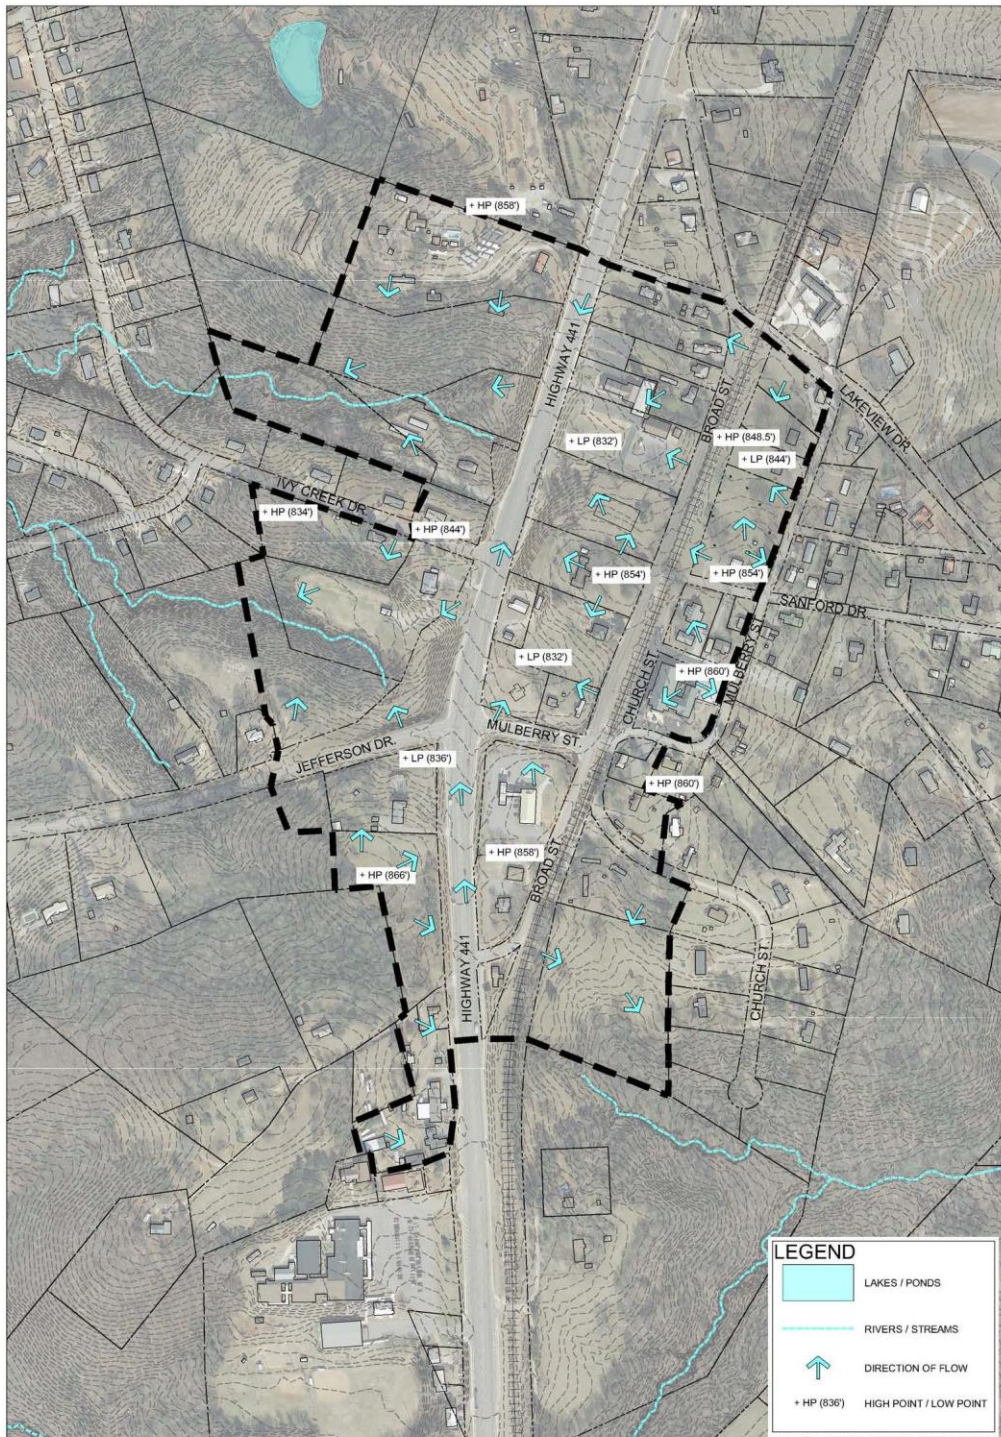 + HP (858')
HIGHWAY 441
LAKEVIEW DR.
BROAD ST.
+ LP (832')
+ HP (848.5')
+ LP (844')
IVY CREEK DR.
+ HP (834')
+ HP (844')
+ HP (854')
+ HP (854')
SANFORD DR.
+ LP (832')
CHURCH ST.
+ HP (860')
MULBERRY ST.
MULBERRY ST.
JEFFERSON DR.
+ LP (836')
+ HP (860')
+ HP (858')
+ HP (866')
BROAD ST.
HIGHWAY 441
CHURCH ST.
LEGEND
LAKES / PONDS
RIVERS / STREAMS
DIRECTION OF FLOW
+ HP (836') HIGH POINT / LOW POINT